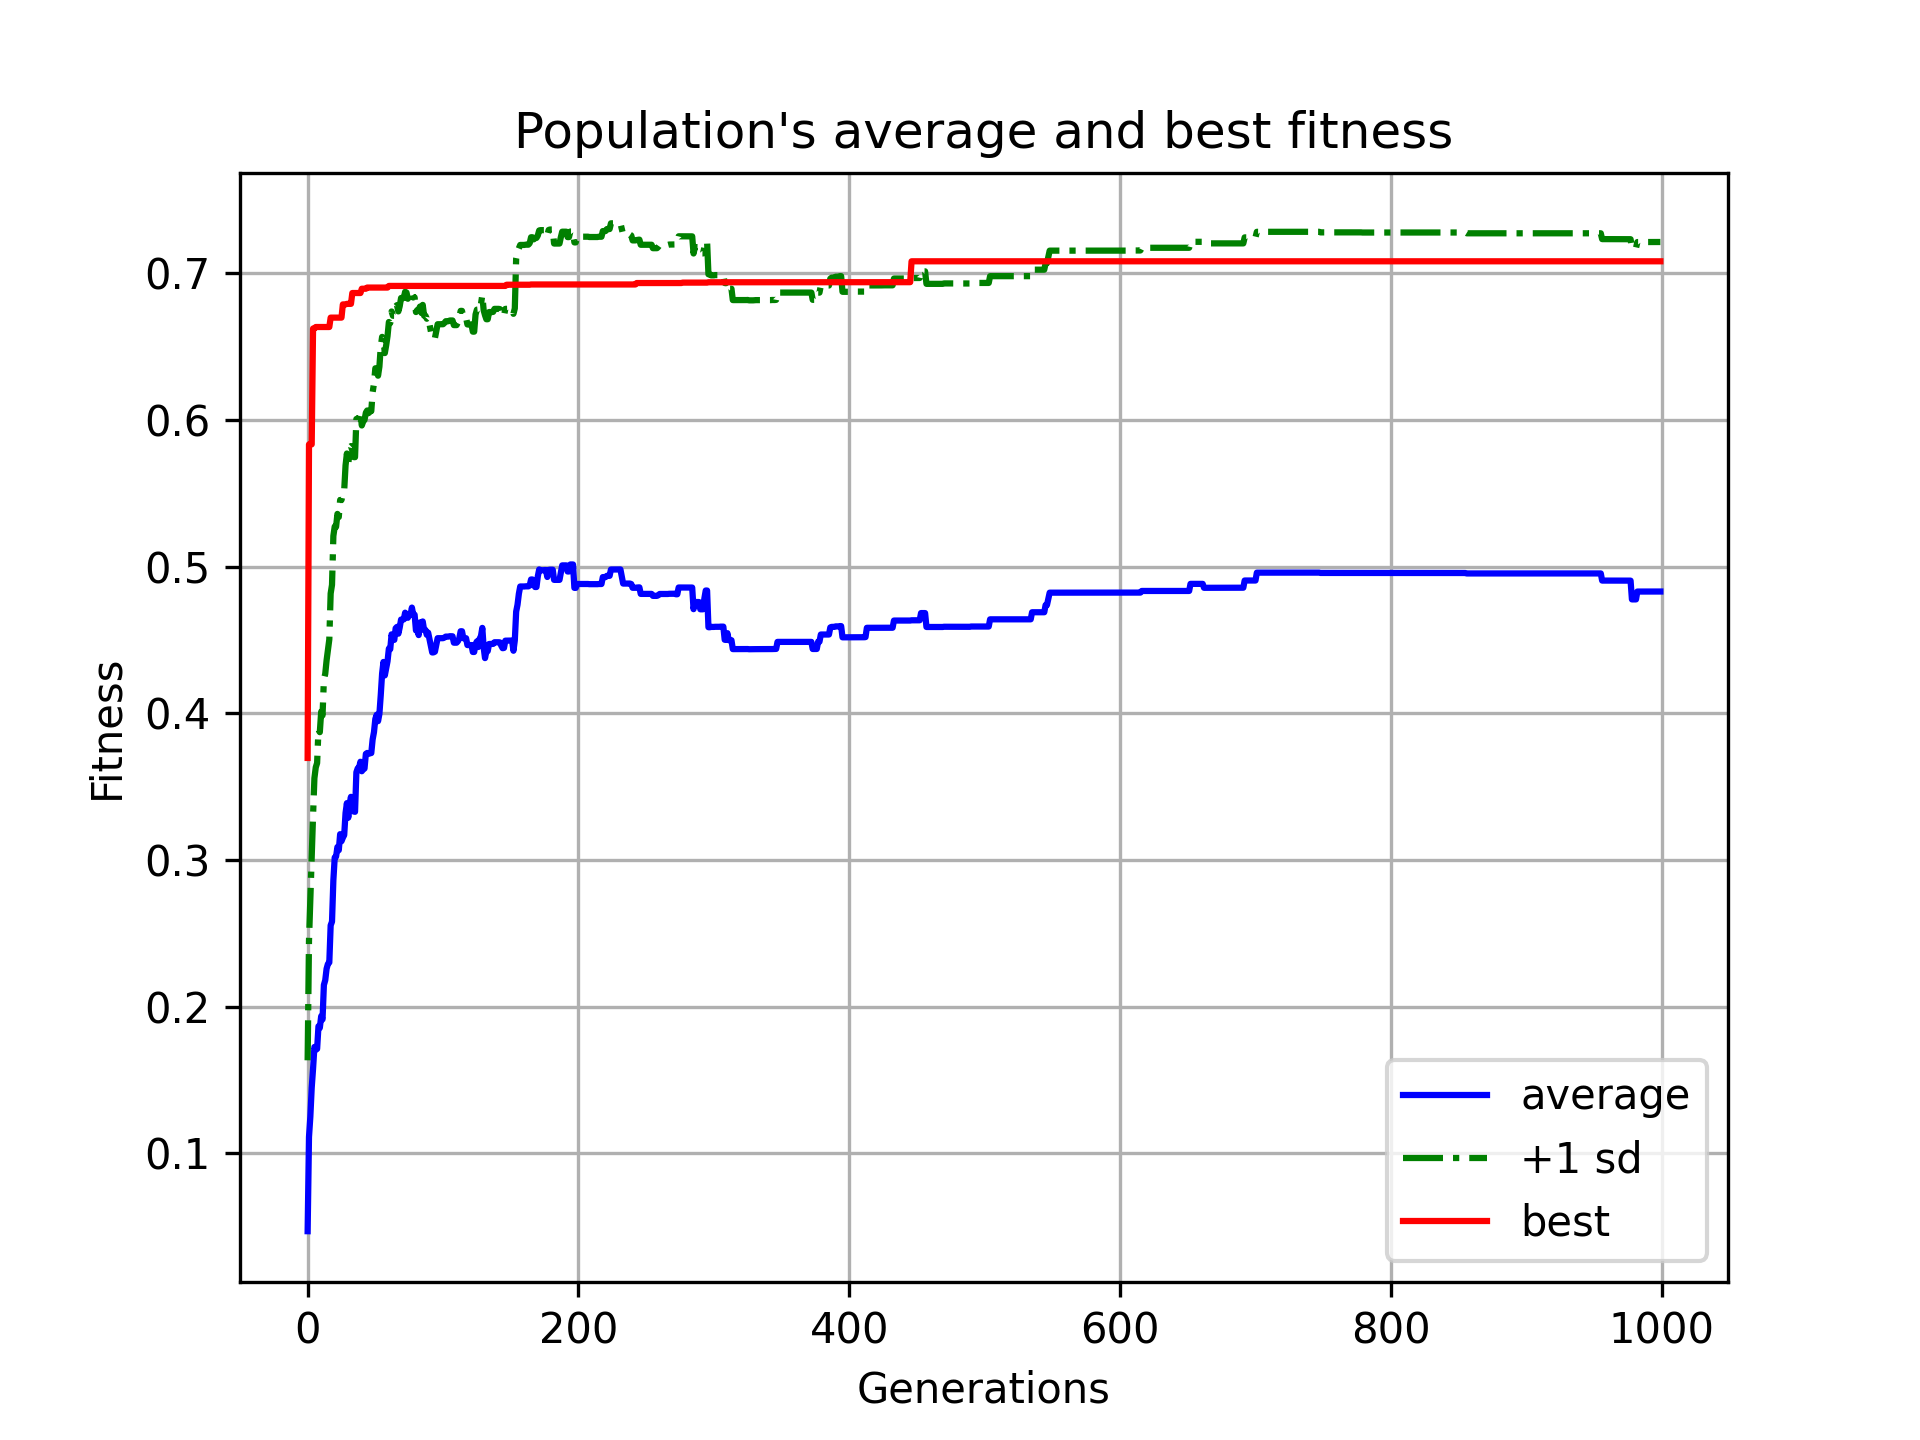 Population's average and best fitness
0.7
0.6
0.5
0.4
0.3
0.2
0.1
Fitness
average
+1 sd
best
0 200 400 600 800 1000
Generations